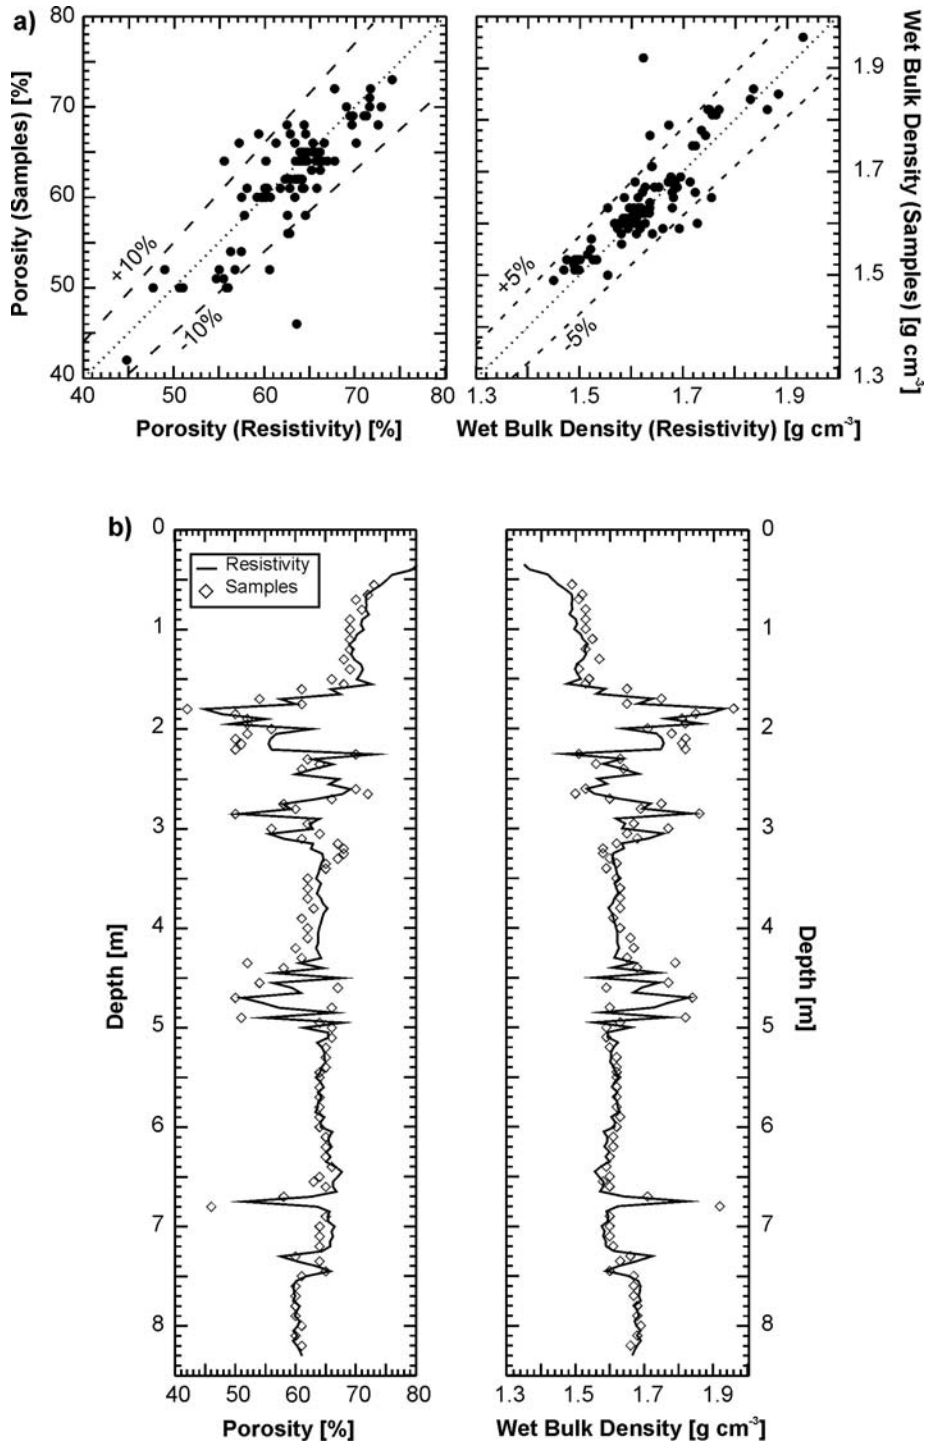 a)
80
70
60
50
40
Porosity (Samples) [%]
+10%
-10%
40 50 60 70 80
Porosity (Resistivity) [%]
+5%
-5%
1.9
1.7
1.5
1.3
Wet Bulk Density (Samples) [g cm-3]
1.3 1.5 1.7 1.9
Wet Bulk Density (Resistivity) [g cm-3]
b)
0
1
2
3
4
5
6
7
8
Depth [m]
Resistivity
Samples
40 50 60 70 80
Porosity [%]
0
1
2
3
4
5
6
7
8
Depth [m]
1.3 1.5 1.7 1.9
Wet Bulk Density [g cm-3]